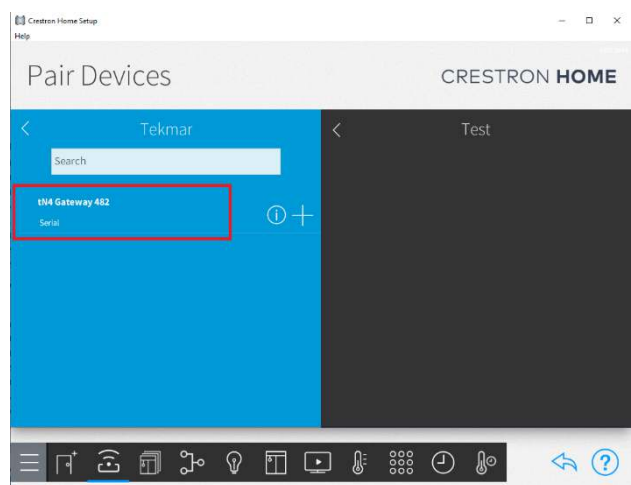 Crestron Home Setup
Help
Pair Devices
CRESTRON HOME
Tekmar
Test
Search
tN4 Gateway 482
Serial